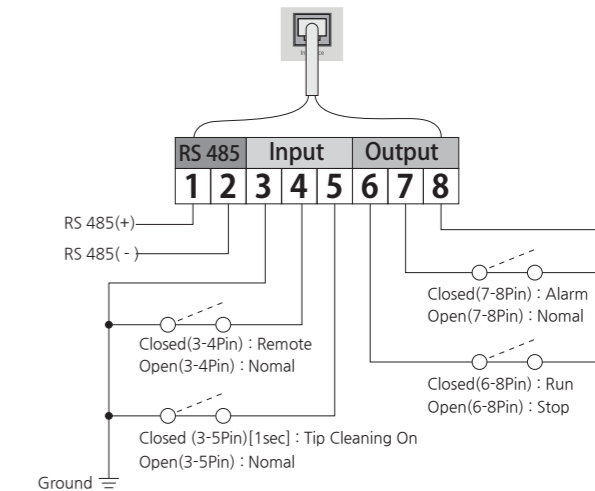 RS 485 Input Output
1 2 3 4 5 6 7 8
RS 485(+)
RS 485( - )
Closed(7-8Pin) : Alarm
Open(7-8Pin) : Nomal
Closed(3-4Pin) : Remote
Open(3-4Pin) : Nomal
Closed(6-8Pin) : Run
Open(6-8Pin) : Stop
Closed (3-5Pin)[1sec] : Tip Cleaning On
Open(3-5Pin) : Nomal
Ground